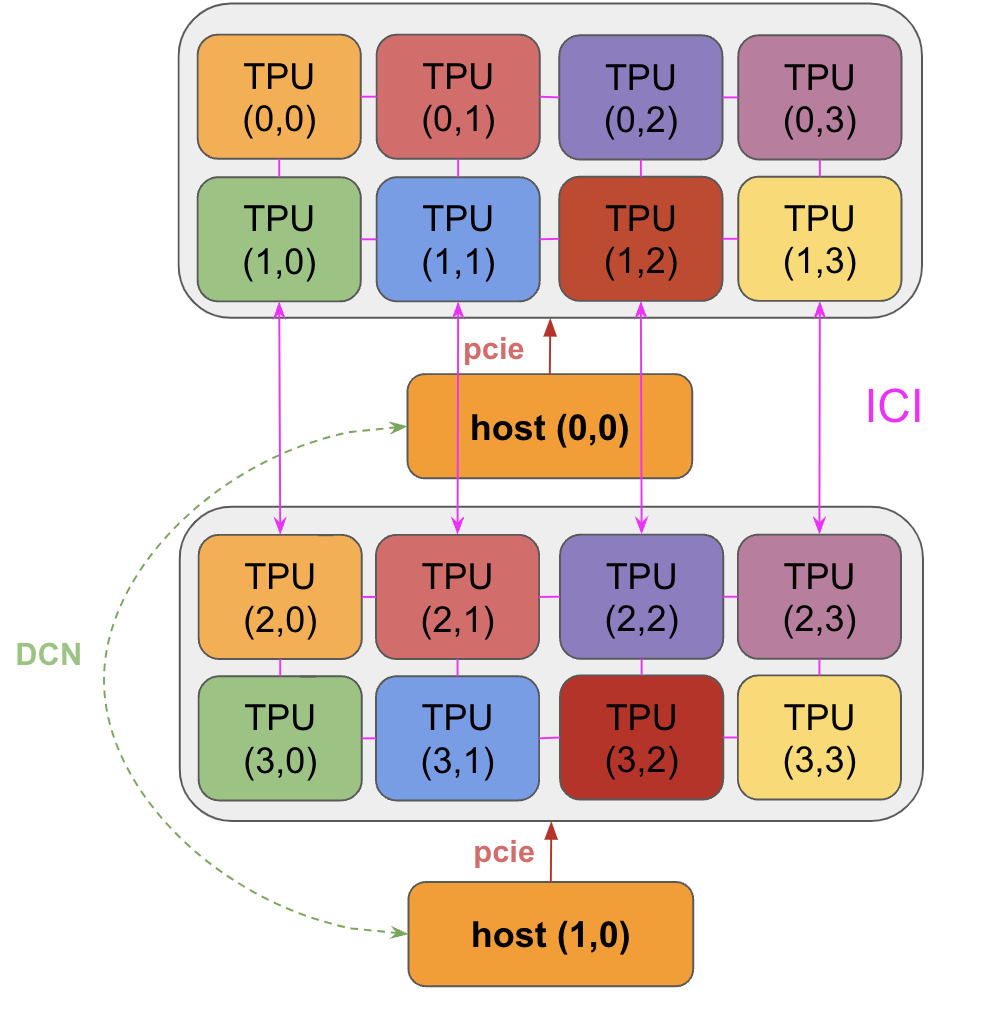 TPU
(0,0)
TPU
(0,1)
TPU
(0,2)
TPU
(0,3)
TPU
(1,0)
TPU
(1,1)
TPU
(1,2)
TPU
(1,3)
pcie
host (0,0)
ICI
TPU
(2,0)
TPU
(2,1)
TPU
(2,2)
TPU
(2,3)
DCN
TPU
(3,0)
TPU
(3,1)
TPU
(3,2)
TPU
(3,3)
pcie
host (1,0)